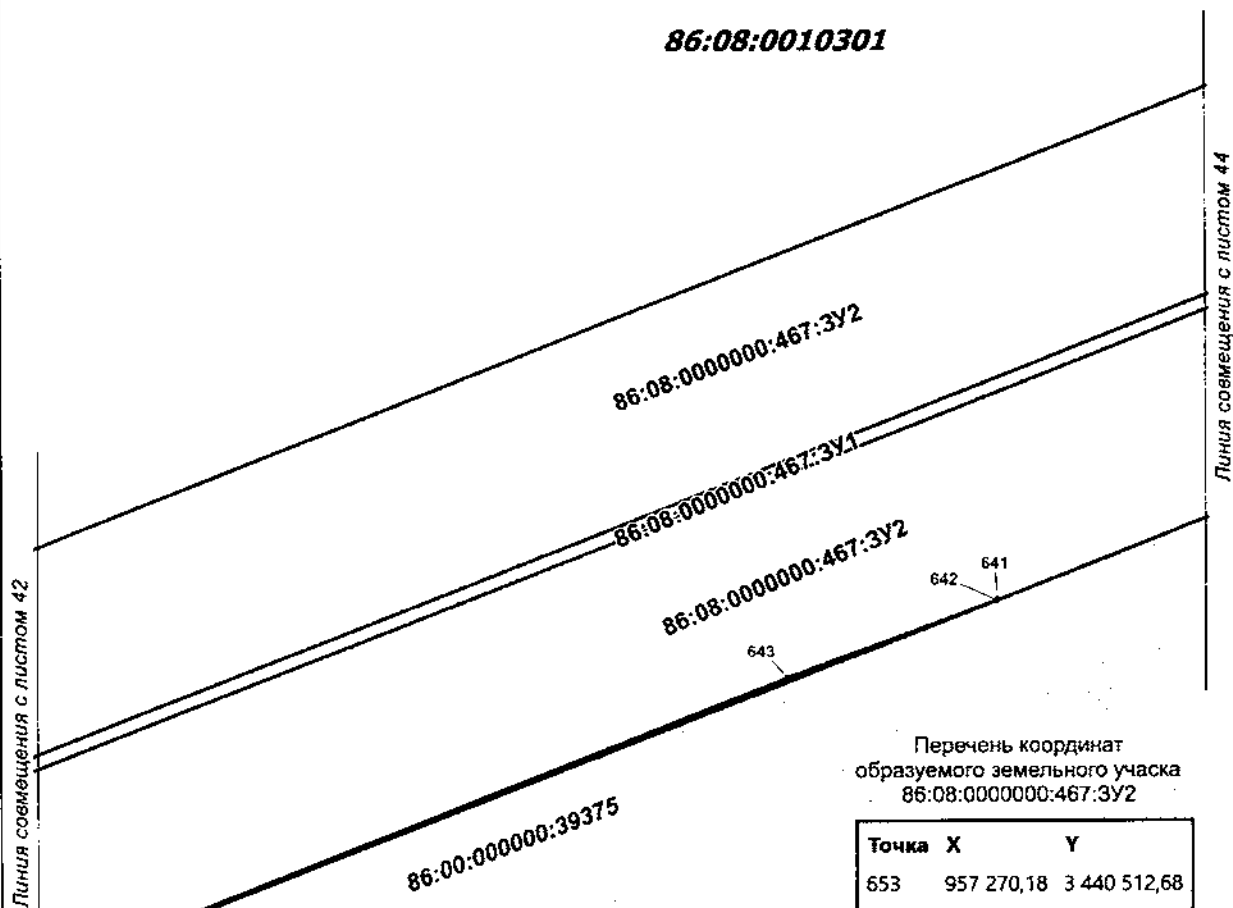 86:08:0010301
Линия совмещения с листом 44
86:08:0000000:467:ЗУ2
86:08:0000000:467:ЗУ1
86:08:0000000:467:ЗУ2
641
642
643
Линия совмещения с листом 42
86:00:000000:39375
Перечень координат
образуемого земельного учаска
86:08:0000000:467:ЗУ2
Точка X Y
653 957 270,18 3 440 512,68